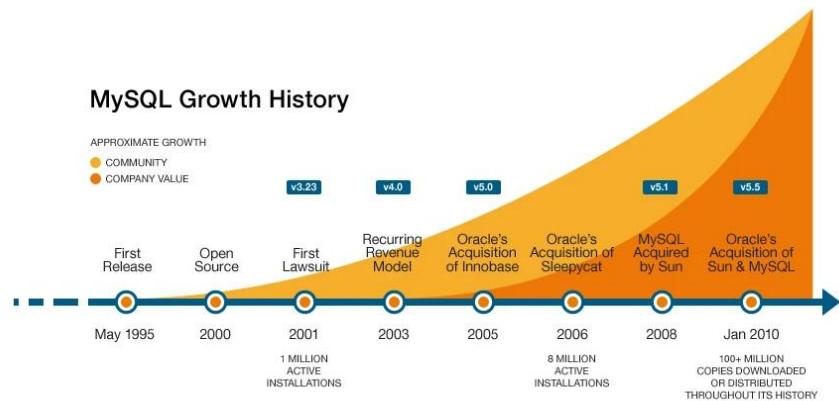 MySQL Growth History
APPROXIMATE GROWTH
COMMUNITY
COMPANY VALUE
v3.23
v4.0
v5.0
v5.1
v5.5
First
Release
Open
Source
First
Lawsuit
Recurring
Revenue
Model
Oracle's
Acquisition
of Innobase
Oracle's
Acquisition of
Sleepycat
MySQL
Acquired
by Sun
Oracle's
Acquisition of
Sun & MySQL
May 1995
2000
2001
2003
2005
2006
2008
Jan 2010
1 MILLION
ACTIVE
INSTALLATIONS
8 MILLION
ACTIVE
INSTALLATIONS
100+ MILLION
COPIES DOWNLOADED
OR DISTRIBUTED
THROUGHOUT ITS HISTORY